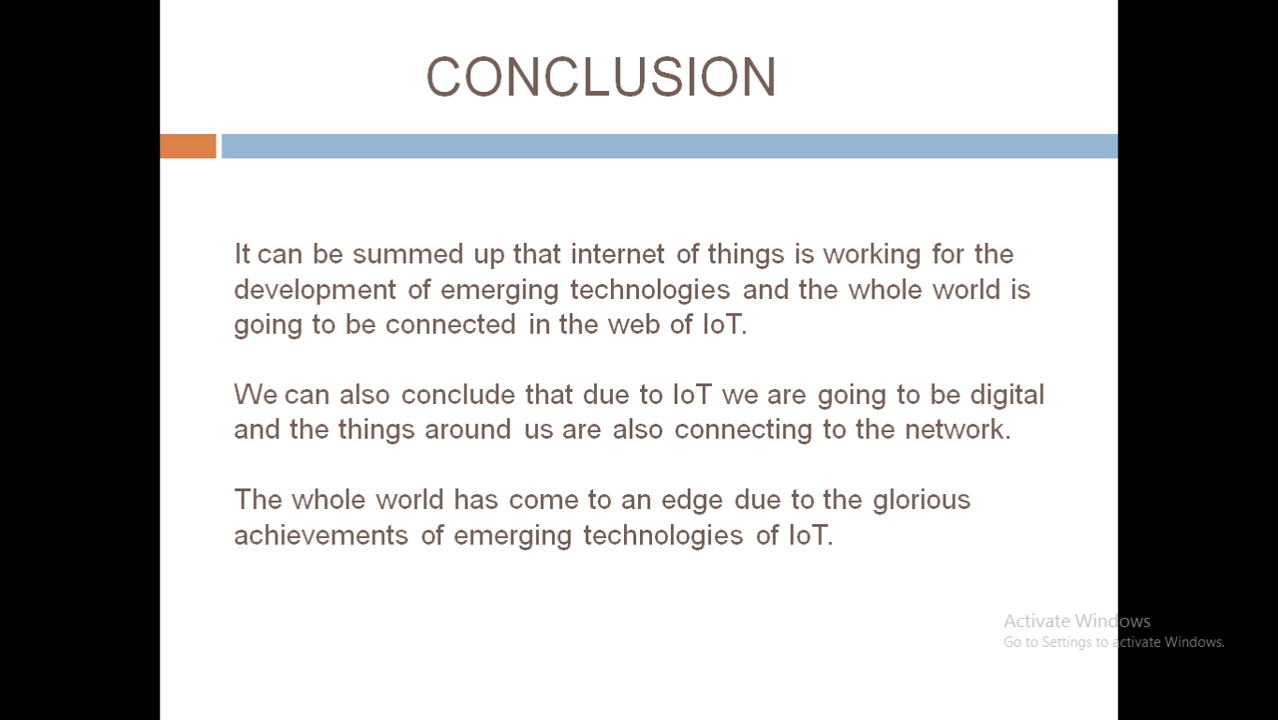 CONCLUSION
It can be summed up that internet of things is working for the
development of emerging technologies and the whole world is
going to be connected in the web of IoT.
We can also conclude that due to IoT we are going to be digital
and the things around us are also connecting to the network.
The whole world has come to an edge due to the glorious
achievements of emerging technologies of IoT.
Activate Windows
Go to Settings to activate Windows.